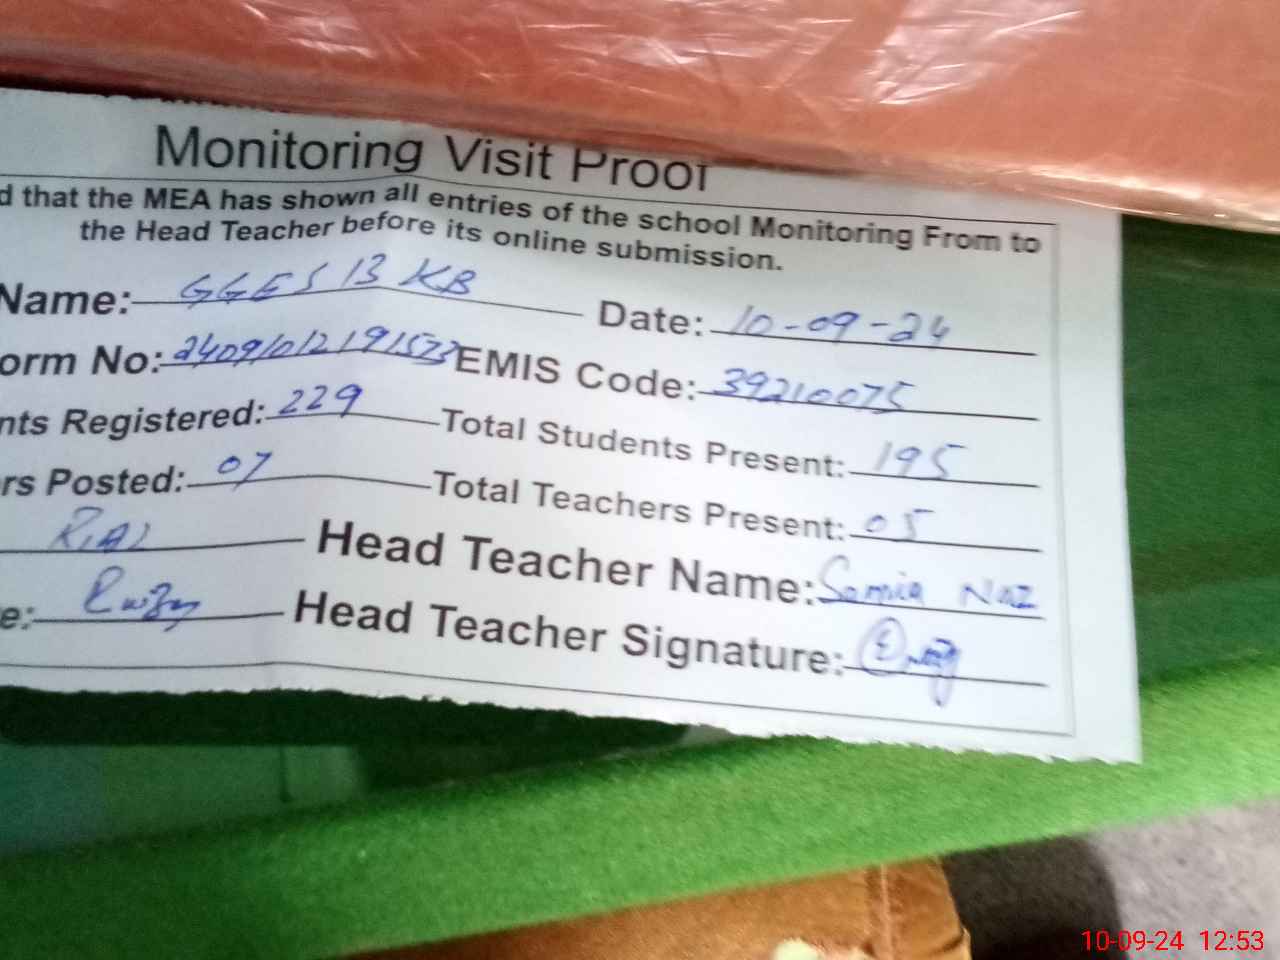 Monitoring Visit Proof
d that the MEA has shown all entries of the school Monitoring From to
the Head Teacher before its online submission.
Name: GGES 13 KB Date: 10-09-24
orm No: 24091012191573 EMIS Code: 39210075
nts Registered: 229 Total Students Present: 195
rs Posted: 07 Total Teachers Present: 05
Head Teacher Name: Samia Naz
e: Head Teacher Signature:
10-09-24 12:53